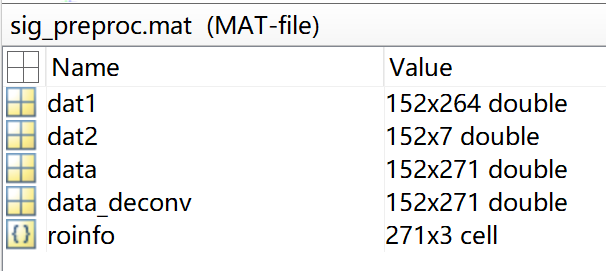 sig_preproc.mat (MAT-file)
Name Value
dat1 152x264 double
dat2 152x7 double
data 152x271 double
data_deconv 152x271 double
roinfo 271x3 cell